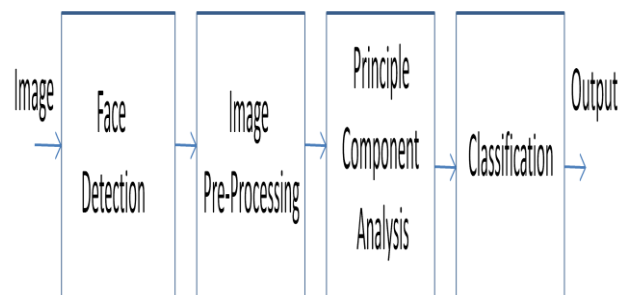 Image
Face
Detection
Image
Pre-Processing
Principle
Component
Analysis
Classification
Output